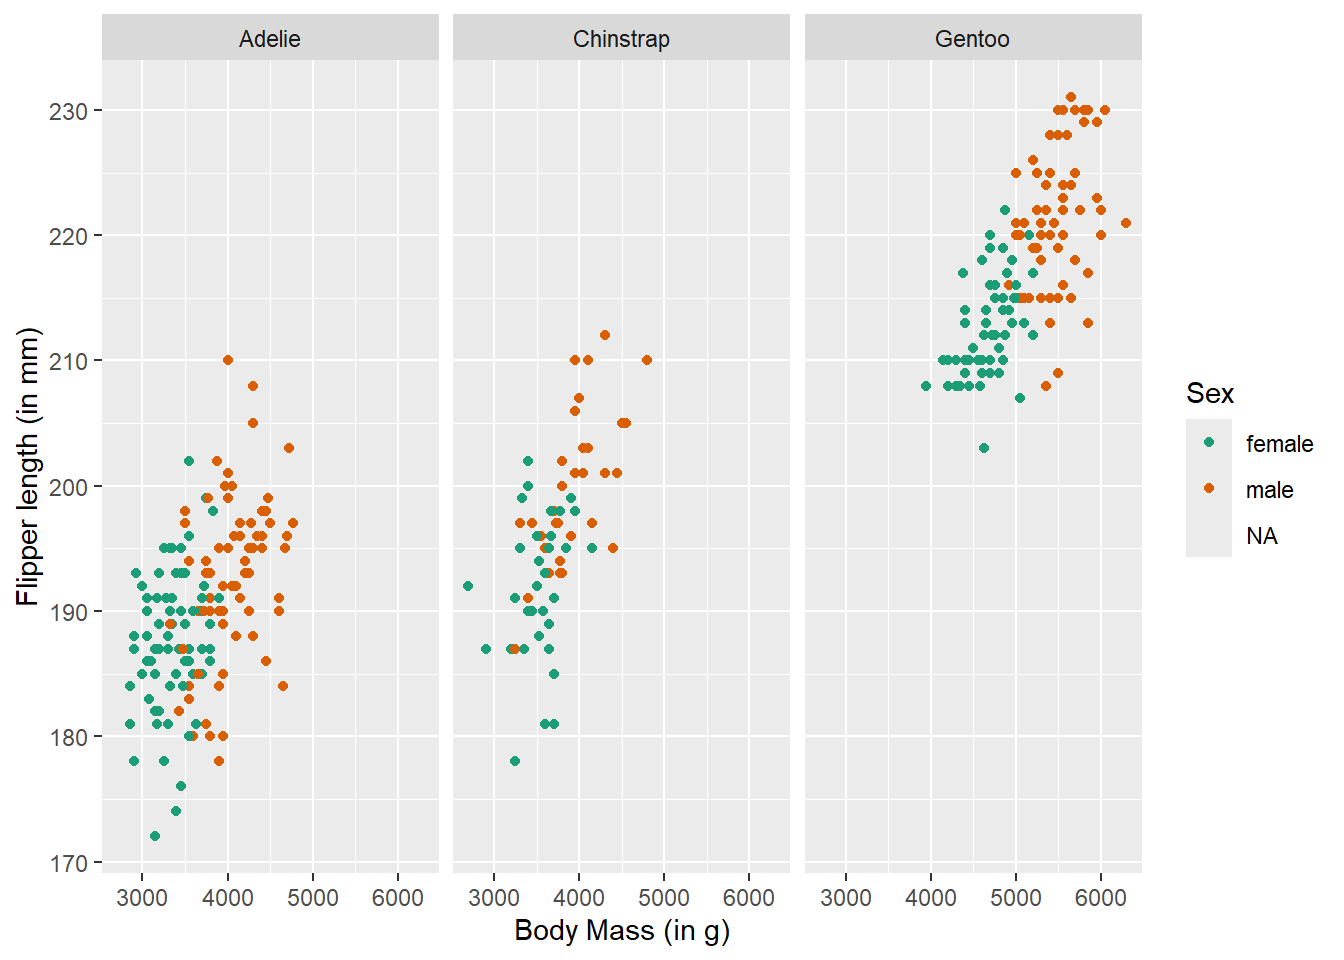 Adelie
Chinstrap
Gentoo
Flipper length (in mm)
230
220
210
200
190
180
170
3000 4000 5000 6000
3000 4000 5000 6000
3000 4000 5000 6000
Body Mass (in g)
Sex
female
male
NA